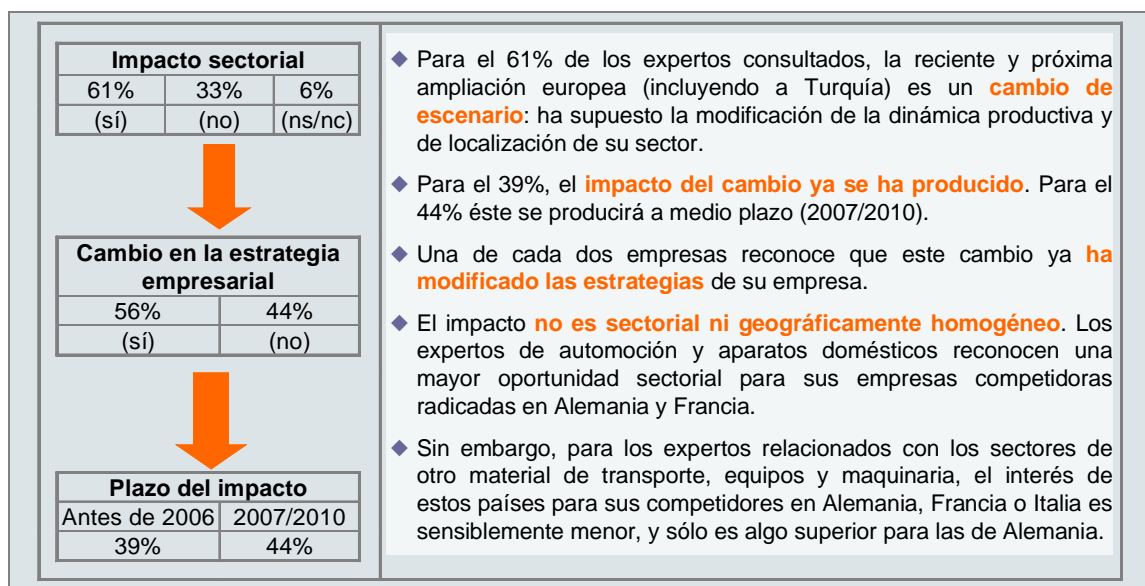 Impacto sectorial
61% 33% 6%
(sí) (no) (ns/nc)
Cambio en la estrategia
empresarial
56% 44%
(sí) (no)
Plazo del impacto
Antes de 2006 2007/2010
39% 44%
◆ Para el 61% de los expertos consultados, la reciente y próxima
ampliación europea (incluyendo a Turquía) es un cambio de
escenario: ha supuesto la modificación de la dinámica productiva y
de localización de su sector.
◆ Para el 39%, el impacto del cambio ya se ha producido. Para el
44% éste se producirá a medio plazo (2007/2010).
◆ Una de cada dos empresas reconoce que este cambio ya ha
modificado las estrategias de su empresa.
◆ El impacto no es sectorial ni geográficamente homogéneo. Los
expertos de automoción y aparatos domésticos reconocen una
mayor oportunidad sectorial para sus empresas competidoras
radicadas en Alemania y Francia.
◆ Sin embargo, para los expertos relacionados con los sectores de
otro material de transporte, equipos y maquinaria, el interés de
estos países para sus competidores en Alemania, Francia o Italia es
sensiblemente menor, y sólo es algo superior para las de Alemania.